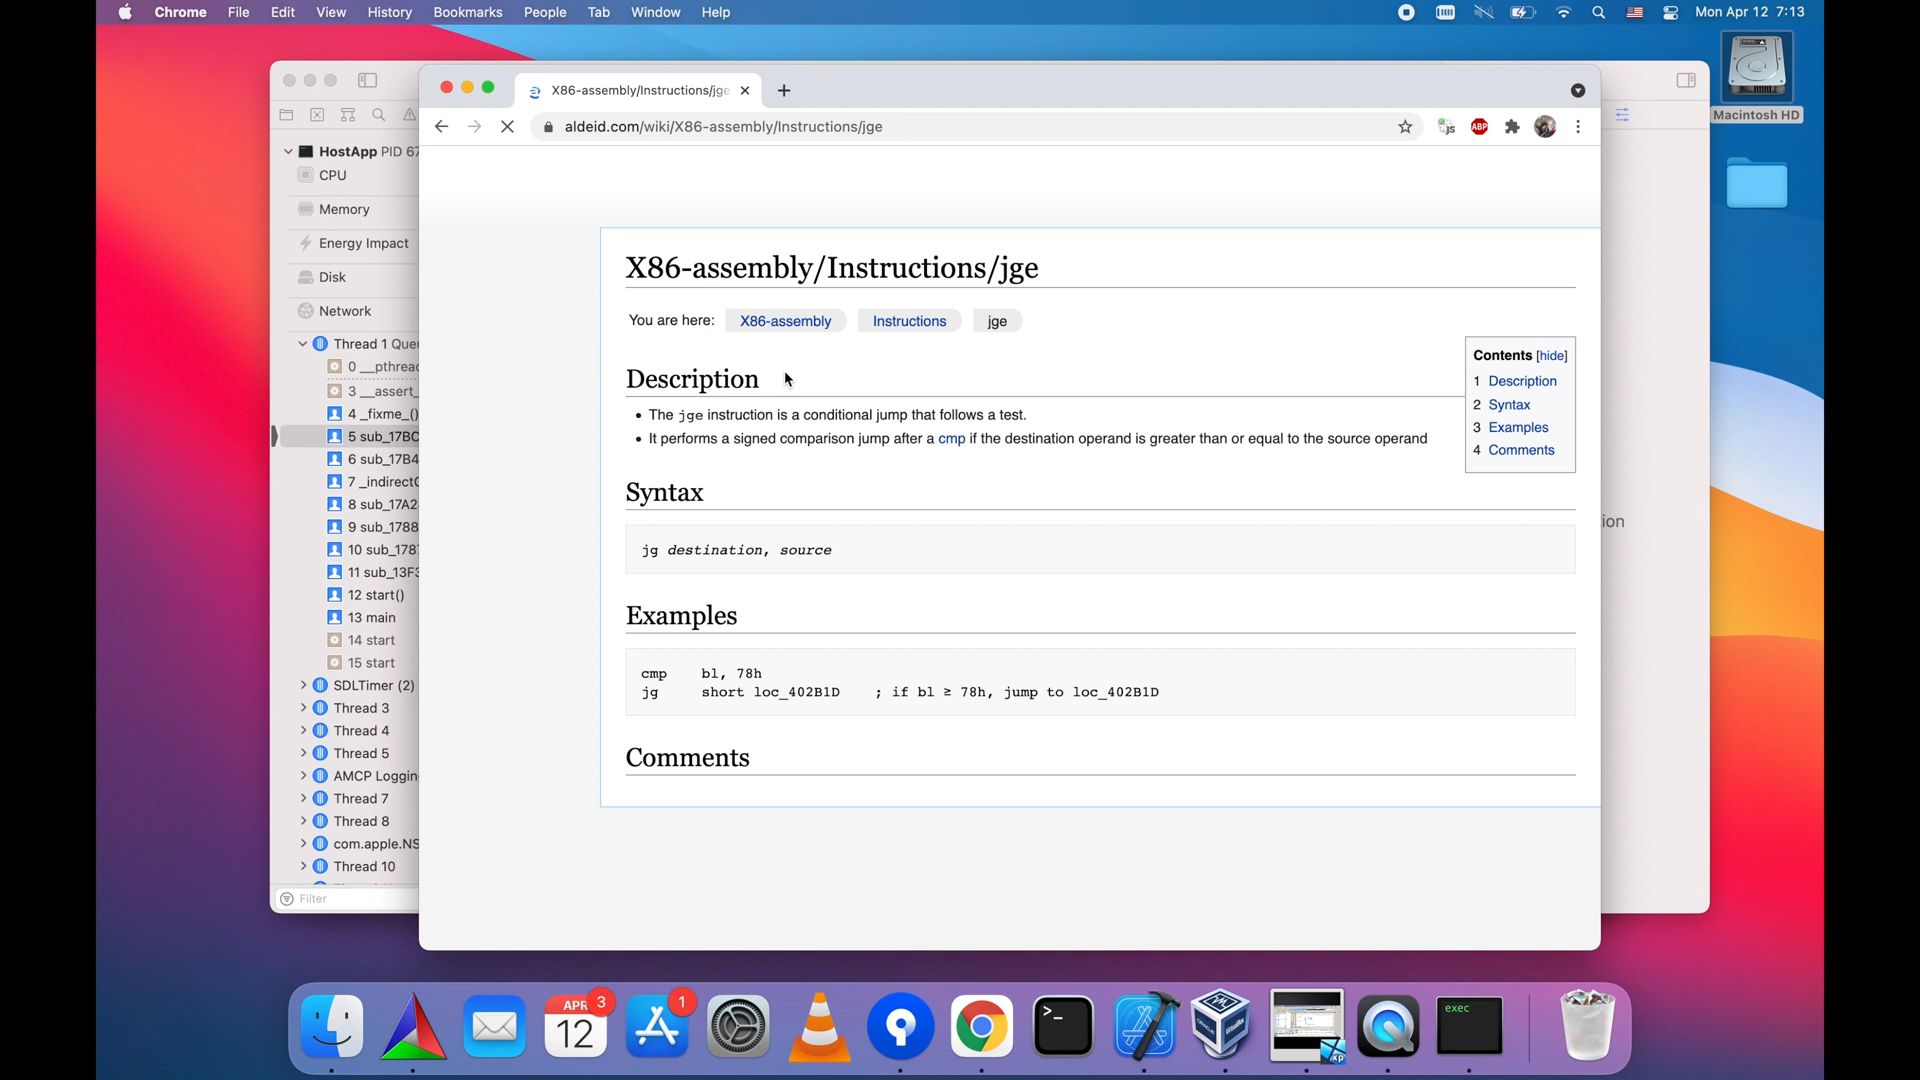 Chrome File Edit View History Bookmarks People Tab Window Help
Mon Apr 12 7:13
Macintosh HD
X86-assembly/Instructions/jge
aldeid.com/wiki/X86-assembly/Instructions/jge
JS
ABP
HostApp PID 67
CPU
Memory
Energy Impact
Disk
Network
Thread 1 Que
0 __pthrea
3 __assert_
4 _fixme_()
5 sub_17BC
6 sub_17B4
7 _indirect
8 sub_17A2
9 sub_1788
10 sub_178
11 sub_13F3
12 start()
13 main
14 start
15 start
SDLTimer (2)
Thread 3
Thread 4
Thread 5
AMCP Loggin
Thread 7
Thread 8
com.apple.NS
Thread 10
Filter
X86-assembly/Instructions/jge
You are here: X86-assembly Instructions jge
Contents [hide]
1 Description
2 Syntax
3 Examples
4 Comments
Description
• The jge instruction is a conditional jump that follows a test.
• It performs a signed comparison jump after a cmp if the destination operand is greater than or equal to the source operand
Syntax
jg destination, source
Examples
cmp bl, 78h
jg short loc_402B1D ; if bl ≥ 78h, jump to loc_402B1D
Comments
ion
APR 3
12
1
>_
VirtualBox
xp
exec